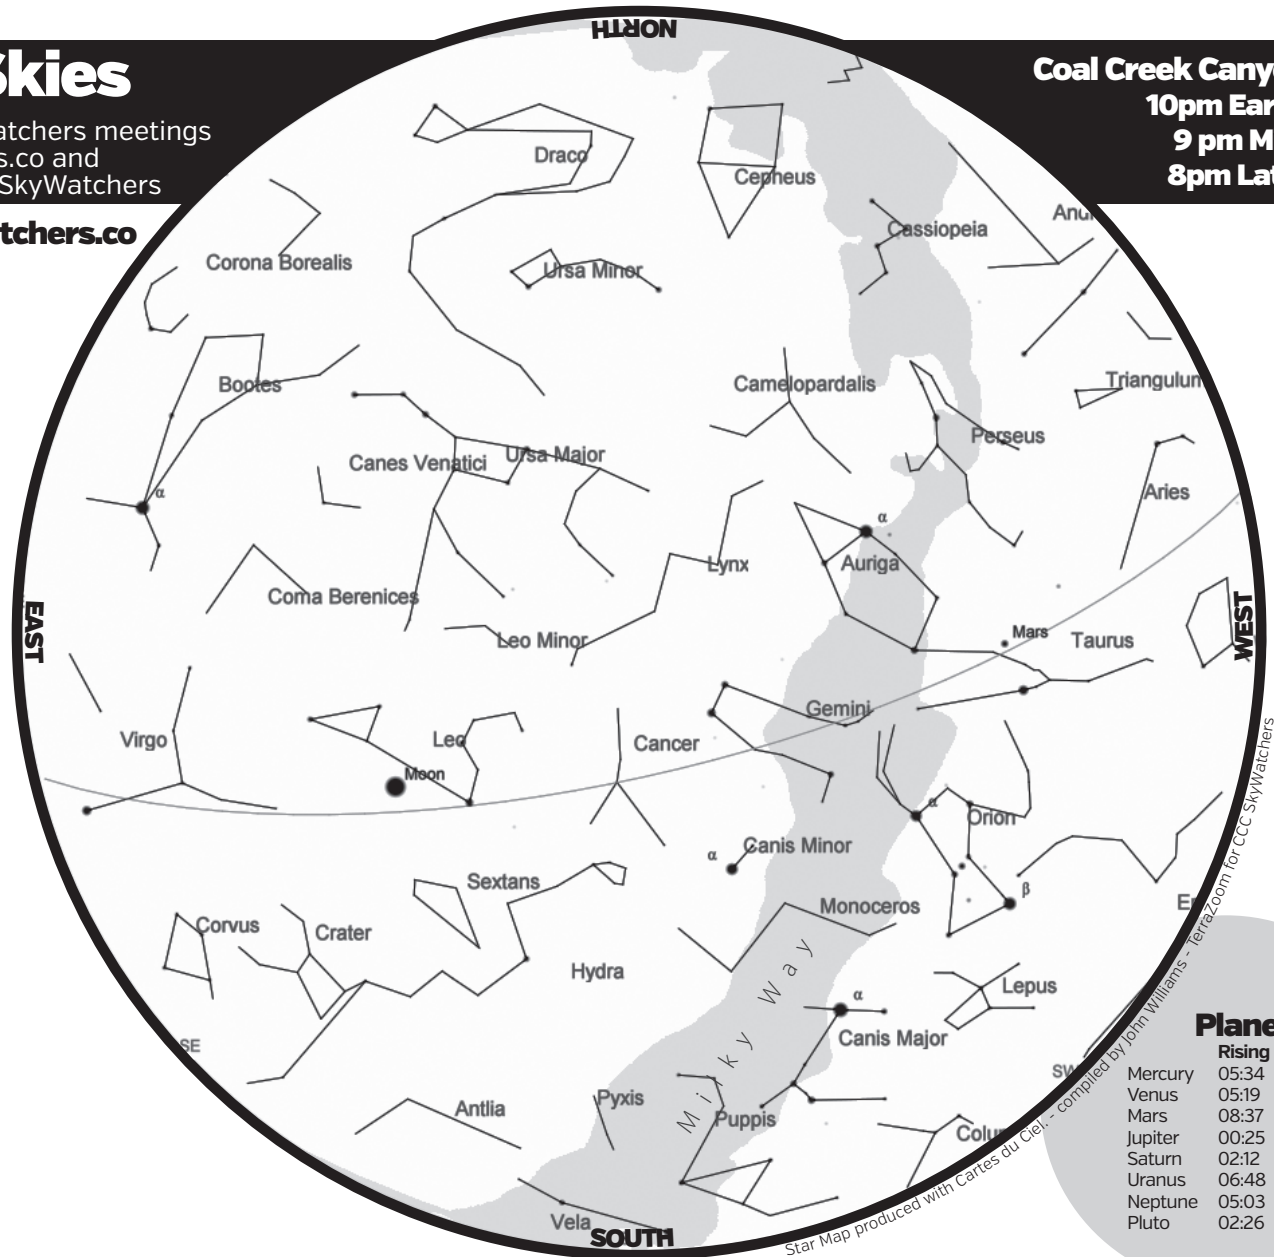 NORTH
Skies
Coal Creek Cany
10pm Ear
9 pm M
8pm Lat
atchers meetings
s.co and
SkyWatchers
tchers.co
Draco
Cepheus
Cassiopeia
And
Corona Borealis
Ursa Minor
Bootes
Camelopardalis
Triangulum
Perseus
Canes Venatici
Ursa Major
Aries
α
α
Auriga
Lynx
Coma Berenices
EAST
WEST
Leo Minor
Mars
Taurus
Gemini
Virgo
Leo
Cancer
Moon
α
Orion
Canis Minor
α
Sextans
β
Monoceros
Er
Corvus
Crater
Hydra
Milky Way
Lepus
α
Canis Major
SE
SW
Antlia
Pyxis
Puppis
Colu
Vela
SOUTH
Star Map produced with Cartes du Ciel. - compiled by John Williams - TerraZoom for CCC SkyWatchers
Plane
Rising
Mercury 05:34
Venus 05:19
Mars 08:37
Jupiter 00:25
Saturn 02:12
Uranus 06:48
Neptune 05:03
Pluto 02:26